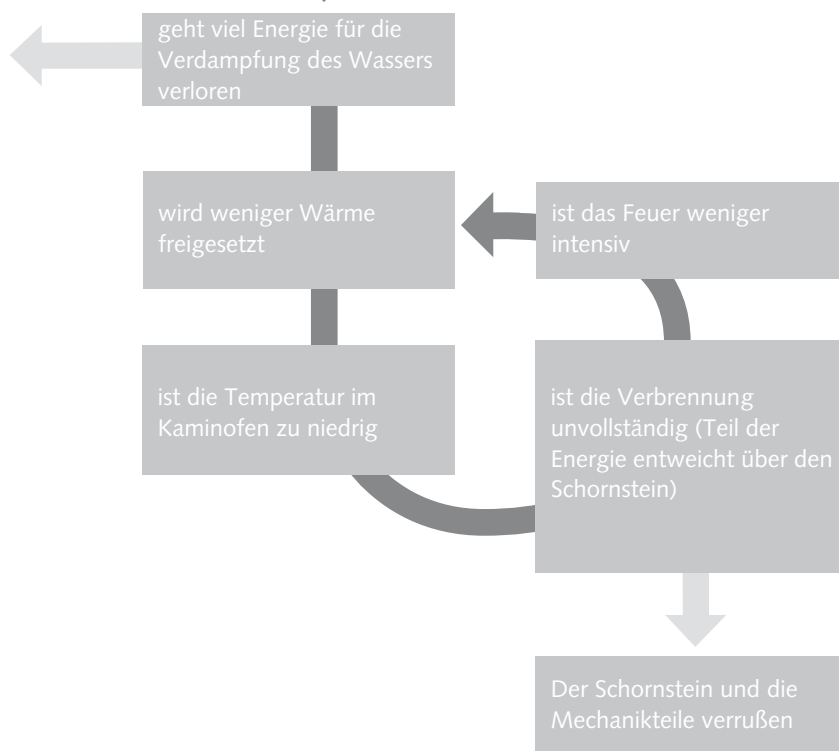 geht viel Energie für die
Verdampfung des Wassers
verloren
wird weniger Wärme
freigesetzt
ist das Feuer weniger
intensiv
ist die Temperatur im
Kaminofen zu niedrig
ist die Verbrennung
unvollständig (Teil der
Energie entweicht über den
Schornstein)
Der Schornstein und die
Mechanikteile verrußen